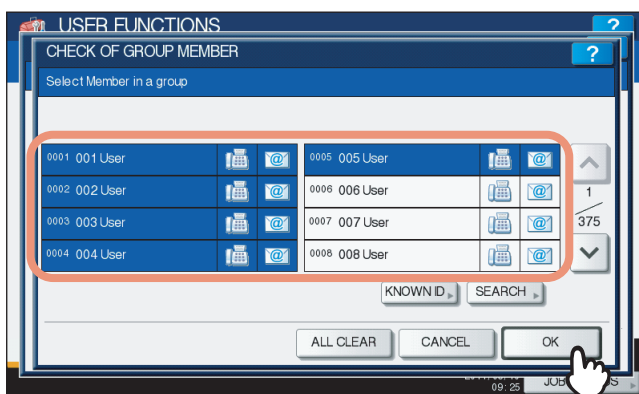 USER FUNCTIONS
?
CHECK OF GROUP MEMBER
?
Select Member in a group
0001 001 User
@
0005 005 User
@
0002 002 User
@
0006 006 User
@
1
0003 003 User
@
0007 007 User
@
375
0004 004 User
@
0008 008 User
@
KNOWN ID
SEARCH
ALL CLEAR
CANCEL
OK
09:25
JOB
S